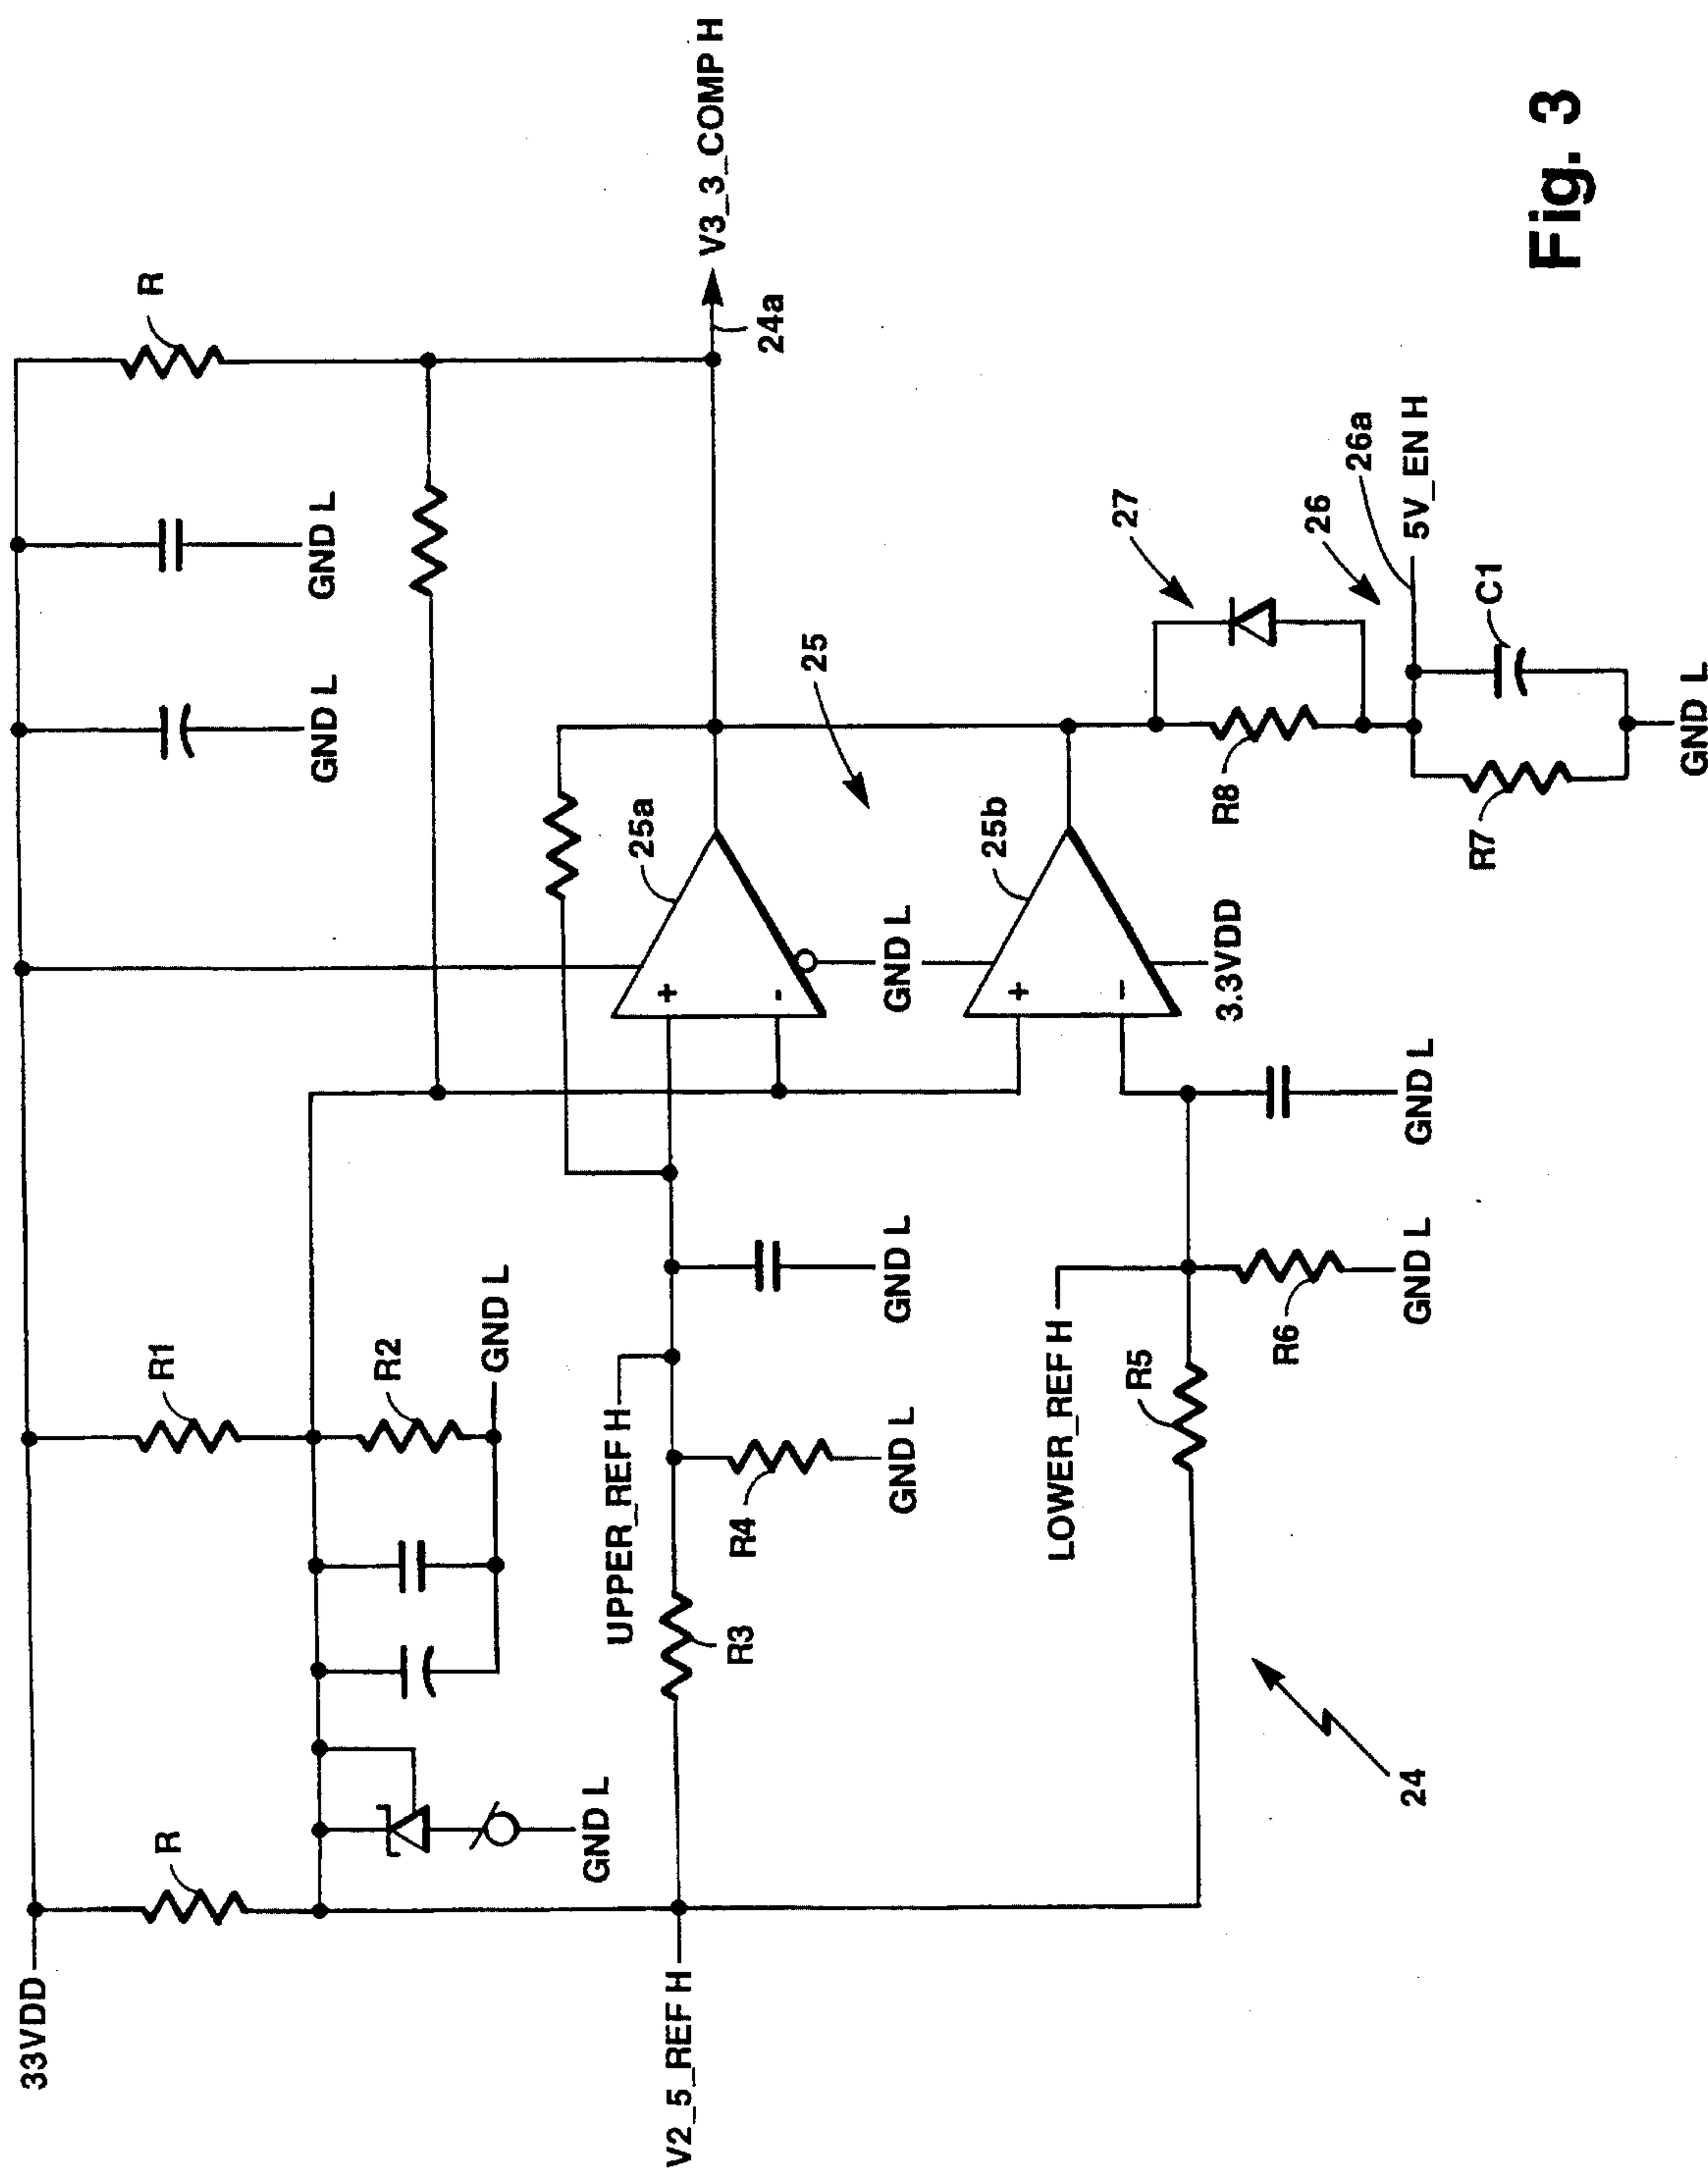 33VDD
R
R1
R
R2
GND L
GND L
GND L
GND L
V2_5_REF H
UPPER_REF H
R3
R4
GND L
GND L
25a
+
-
GND L
25
24a
V3_3_COMP H
LOWER_REF H
R5
R6
GND L
GND L
25b
+
-
3.3VDD
R8
27
26
26a
5V_EN H
R7
C1
GND L
24
Fig. 3